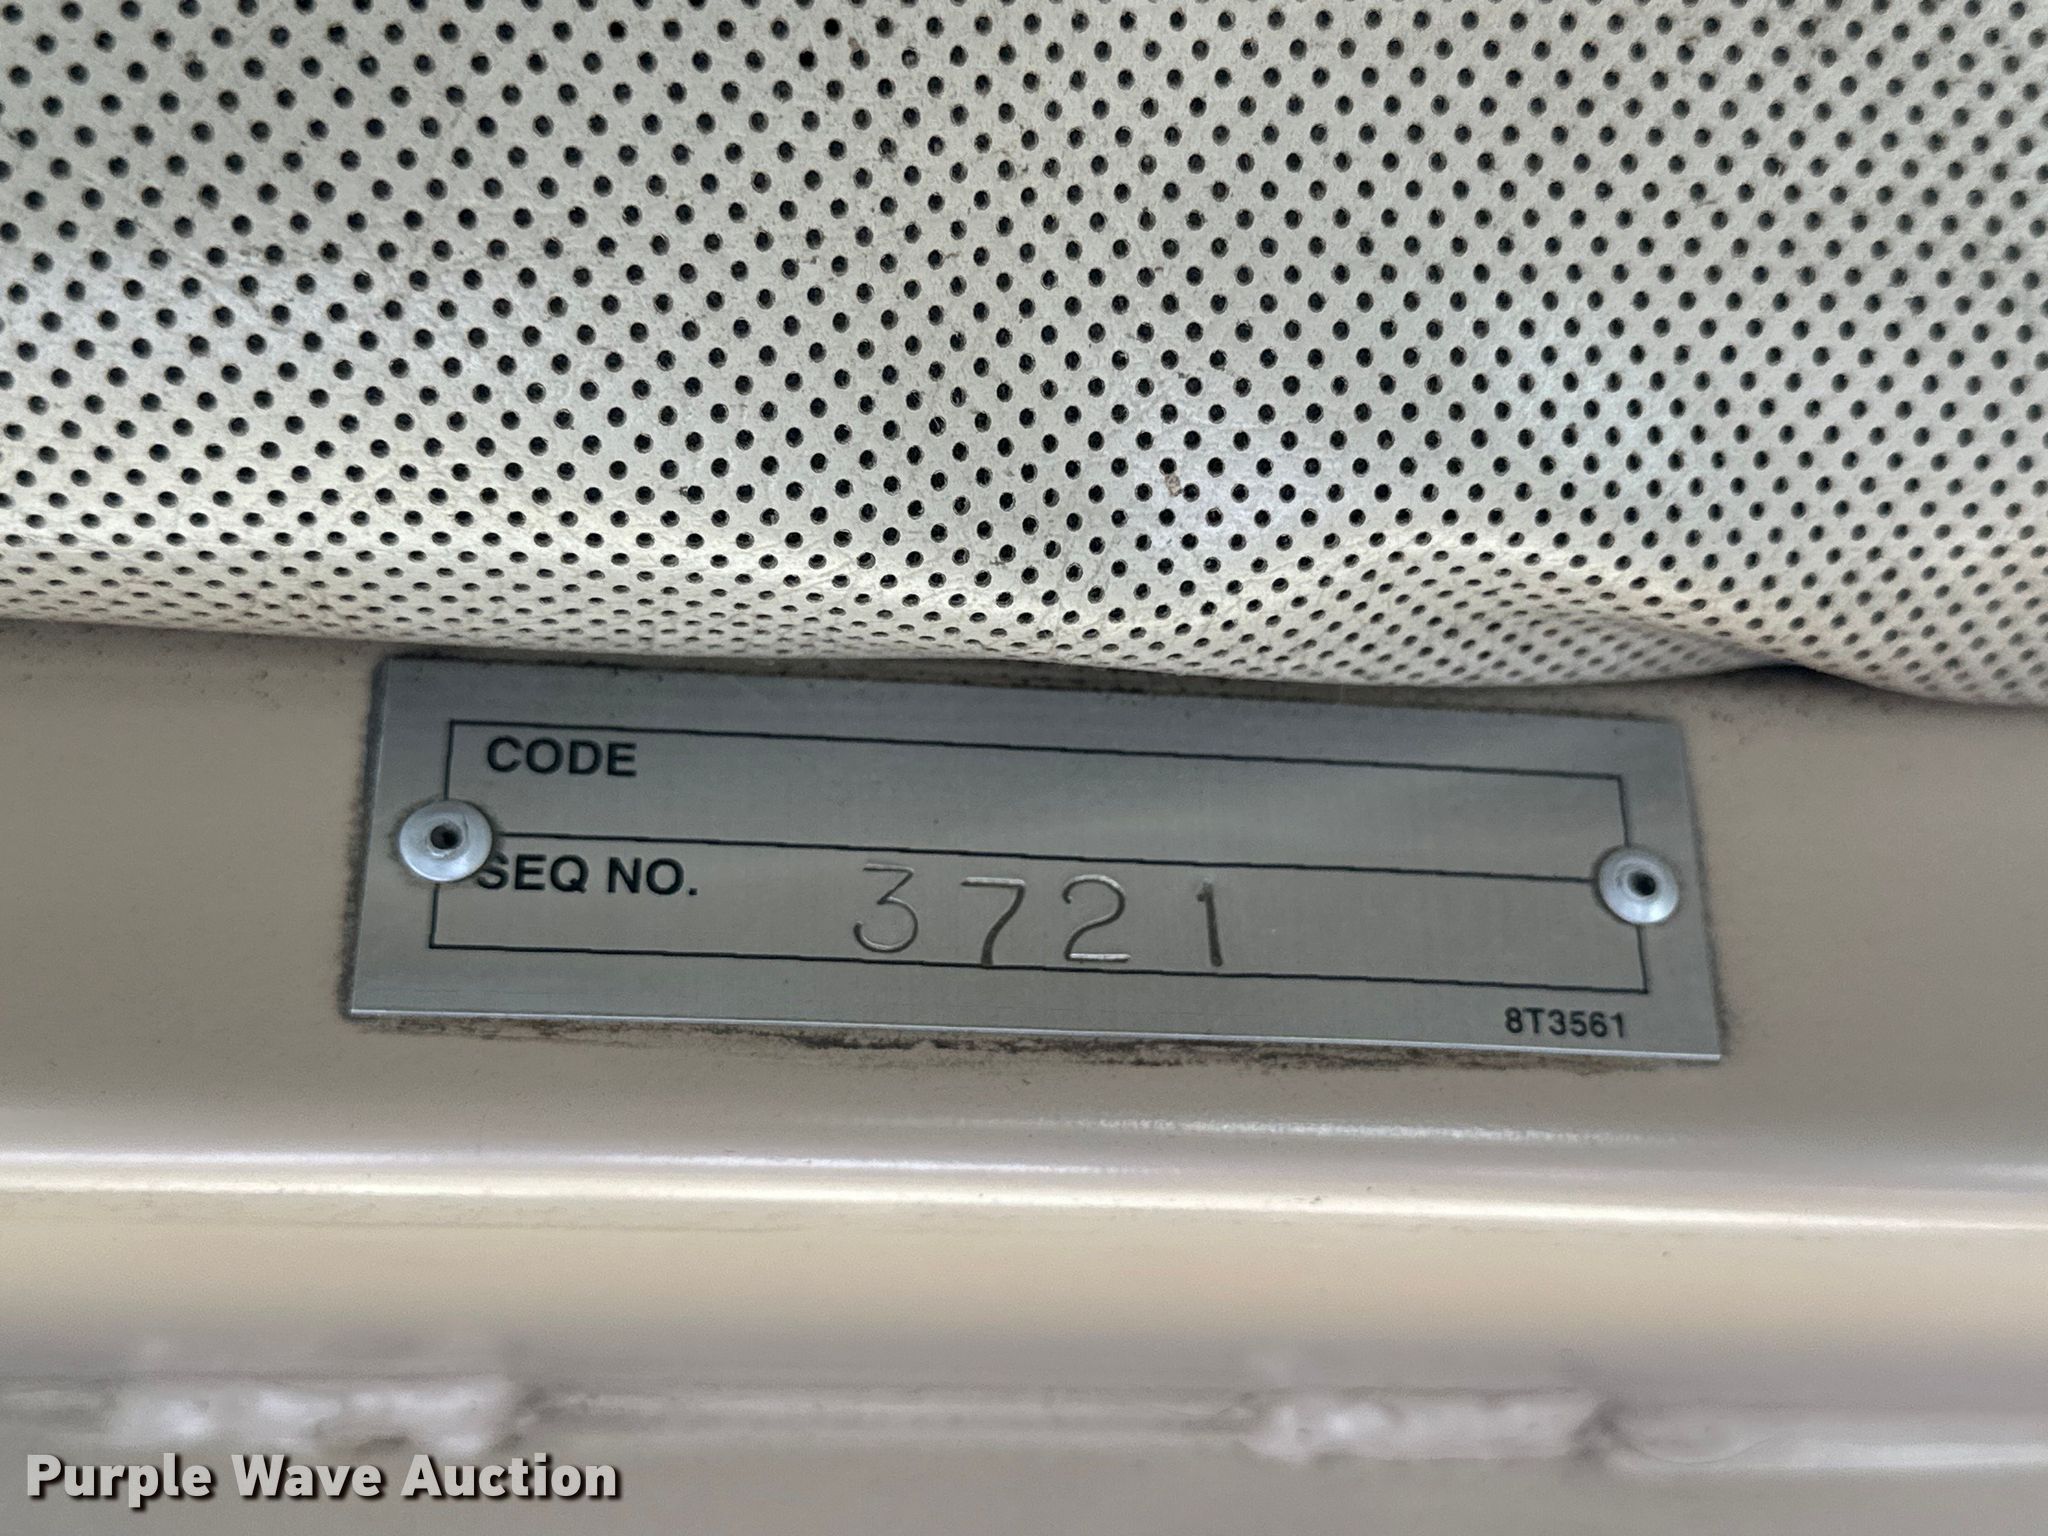 CODE
SEQ NO. 3721
8T3561
Purple Wave Auction